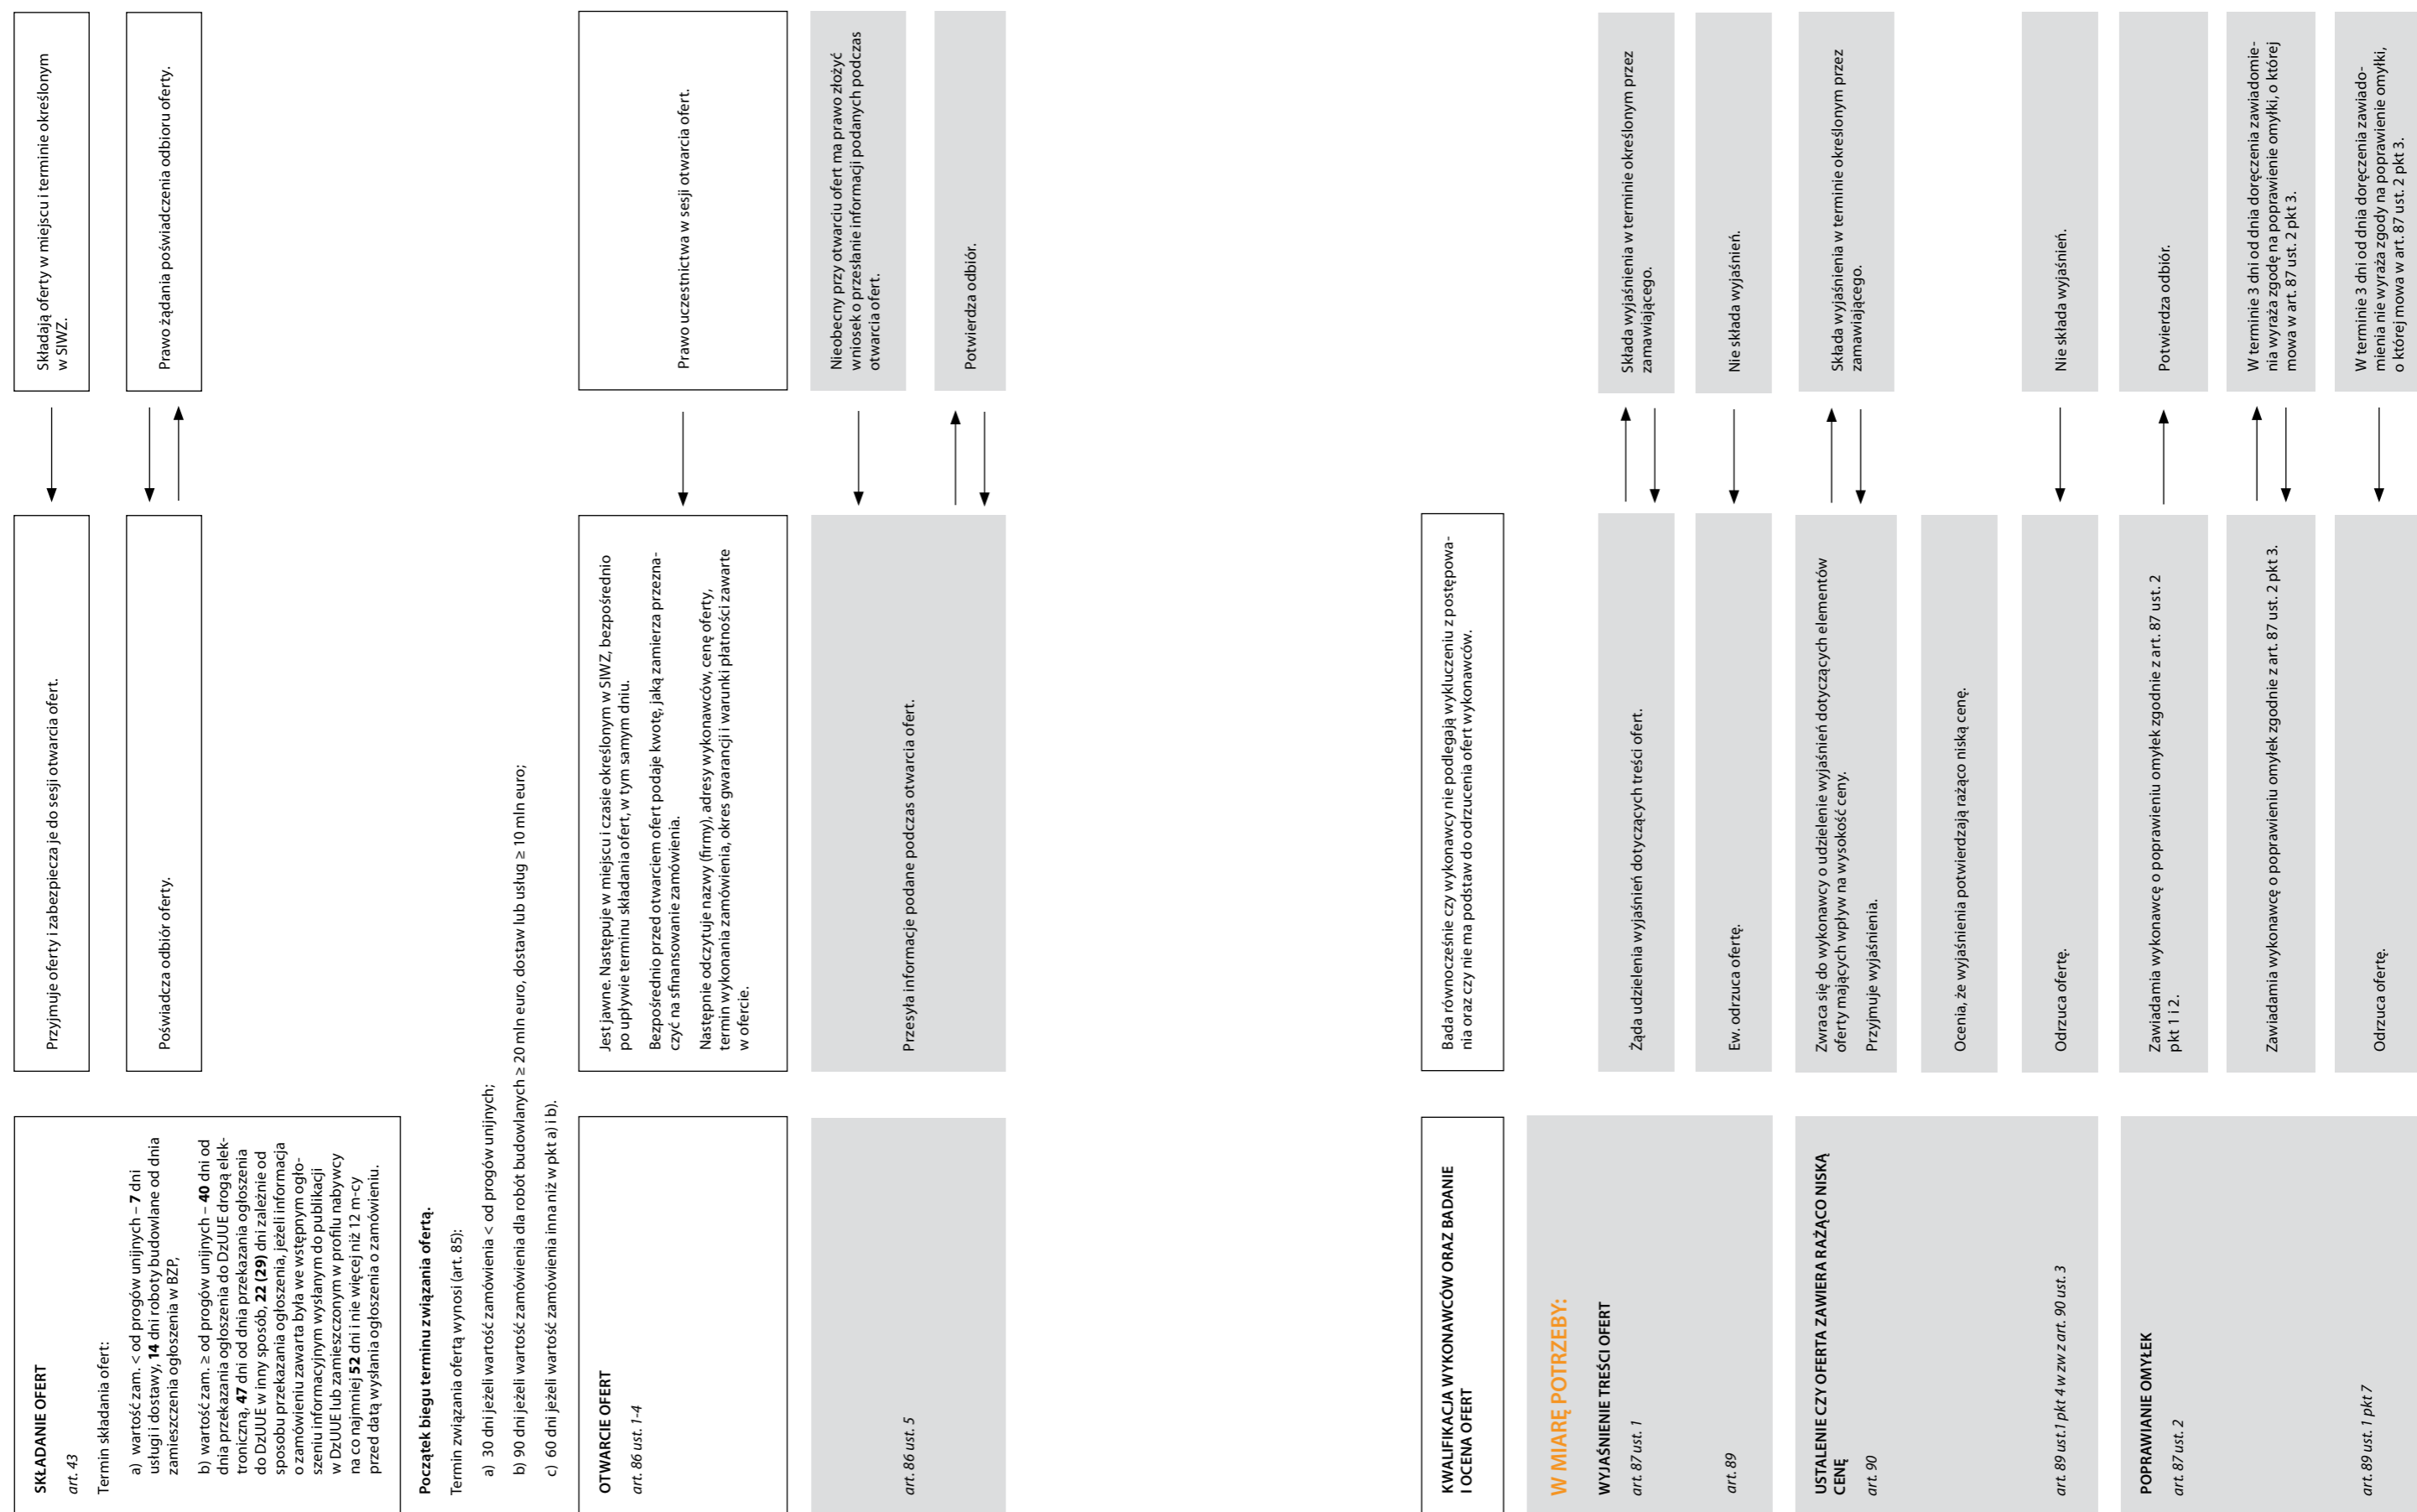 SKŁADANIE OFERT
art. 43
Termin składania ofert:
a) wartość zam. < od progów unijnych – 7 dni
usługi i dostawy, 14 dni roboty budowlane od dnia
zamieszczenia ogłoszenia w BZP,
b) wartość zam. ≥ od progów unijnych – 40 dni od
dnia przekazania ogłoszenia do DzUUE drogą elek-
troniczną, 47 dni od dnia przekazania ogłoszenia
do DzUUE w inny sposób, 22 (29) dni zależnie od
sposobu przekazania ogłoszenia, jeżeli informacja
o zamówieniu zawarta była we wstępnym ogło-
szeniu informacyjnym wysłanym do publikacji
w DzUUE lub zamieszczonym w profilu nabywcy
na co najmniej 52 dni i nie więcej niż 12 m-cy
przed datą wysłania ogłoszenia o zamówieniu.
Przyjmuje oferty i zabezpiecza je do sesji otwarcia ofert.
Składają oferty w miejscu i terminie określonym
w SIWZ.
Poświadcza odbiór oferty.
Prawo żądania poświadczenia odbioru oferty.
Początek biegu terminu związania ofertą.
Termin związania ofertą wynosi (art. 85):
a) 30 dni jeżeli wartość zamówienia < od progów unijnych;
b) 90 dni jeżeli wartość zamówienia dla robót budowlanych ≥ 20 mln euro, dostaw lub usług ≥ 10 mln euro;
c) 60 dni jeżeli wartość zamówienia inna niż w pkt a) i b).
OTWARCIE OFERT
art. 86 ust. 1-4
Jest jawne. Następuje w miejscu i czasie określonym w SIWZ, bezpośrednio
po upływie terminu składania ofert, w tym samym dniu.
Bezpośrednio przed otwarciem ofert podaje kwotę, jaką zamierza przezna-
czyć na sfinansowanie zamówienia.
Następnie odczytuje nazwy (firmy), adresy wykonawców, cenę oferty,
termin wykonania zamówienia, okres gwarancji i warunki płatności zawarte
w ofercie.
Prawo uczestnictwa w sesji otwarcia ofert.
art. 86 ust. 5
Przesyła informacje podane podczas otwarcia ofert.
Nieobecny przy otwarciu ofert ma prawo złożyć
wniosek o przesłanie informacji podanych podczas
otwarcia ofert.
Potwierdza odbiór.
KWALIFIKACJA WYKONAWCÓW ORAZ BADANIE
I OCENA OFERT
Bada równocześnie czy wykonawcy nie podlegają wykluczeniu z postępowa-
nia oraz czy nie ma podstaw do odrzucenia ofert wykonawców.
W MIARĘ POTRZEBY:
WYJAŚNIENIE TREŚCI OFERT
art. 87 ust. 1
Żąda udzielenia wyjaśnień dotyczących treści ofert.
Składa wyjaśnienia w terminie określonym przez
zamawiającego.
art. 89
Ew. odrzuca ofertę.
Nie składa wyjaśnień.
USTALENIE CZY OFERTA ZAWIERA RAŻĄCO NISKĄ
CENĘ
art. 90
Zwraca się do wykonawcy o udzielenie wyjaśnień dotyczących elementów
oferty mających wpływ na wysokość ceny.
Przyjmuje wyjaśnienia.
Składa wyjaśnienia w terminie określonym przez
zamawiającego.
Ocenia, że wyjaśnienia potwierdzają rażąco niską cenę.
art. 89 ust.1 pkt 4 w zw z art. 90 ust. 3
Odrzuca ofertę.
Nie składa wyjaśnień.
POPRAWIANIE OMYŁEK
art. 87 ust. 2
Zawiadamia wykonawcę o poprawieniu omyłek zgodnie z art. 87 ust. 2
pkt 1 i 2.
Potwierdza odbiór.
Zawiadamia wykonawcę o poprawieniu omyłek zgodnie z art. 87 ust. 2 pkt 3.
W terminie 3 dni od dnia doręczenia zawiadomie-
nia wyraża zgodę na poprawienie omyłki, o której
mowa w art. 87 ust. 2 pkt 3.
art. 89 ust. 1 pkt 7
Odrzuca ofertę.
W terminie 3 dni od dnia doręczenia zawiado-
mienia nie wyraża zgody na poprawienie omyłki,
o której mowa w art. 87 ust. 2 pkt 3.